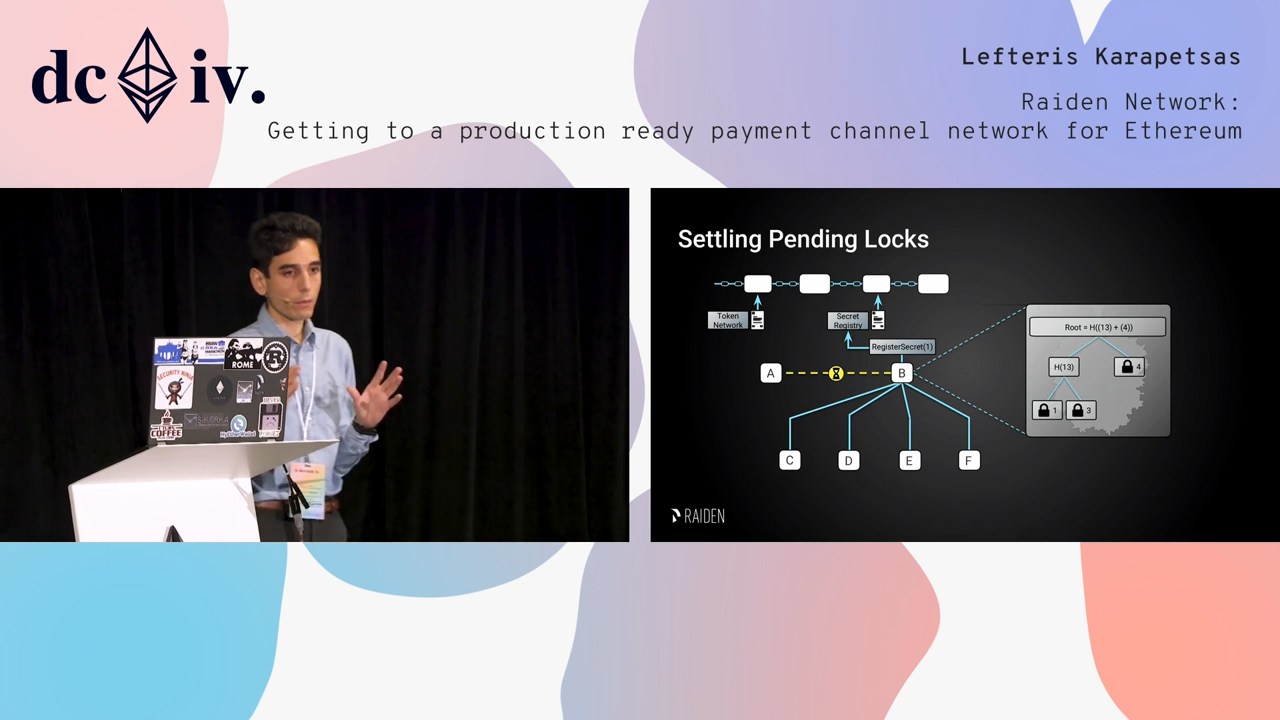 dc iv.
Lefteris Karapetsas
Raiden Network:
Getting to a production ready payment channel network for Ethereum
Settling Pending Locks
Token
Network
Secret
Registry
RegisterSecret(1)
A
B
C
D
E
F
Root = H((13) + (4))
H(13)
4
1
3
RAIDEN
ROME
SECURITY NINJA
COFFEE